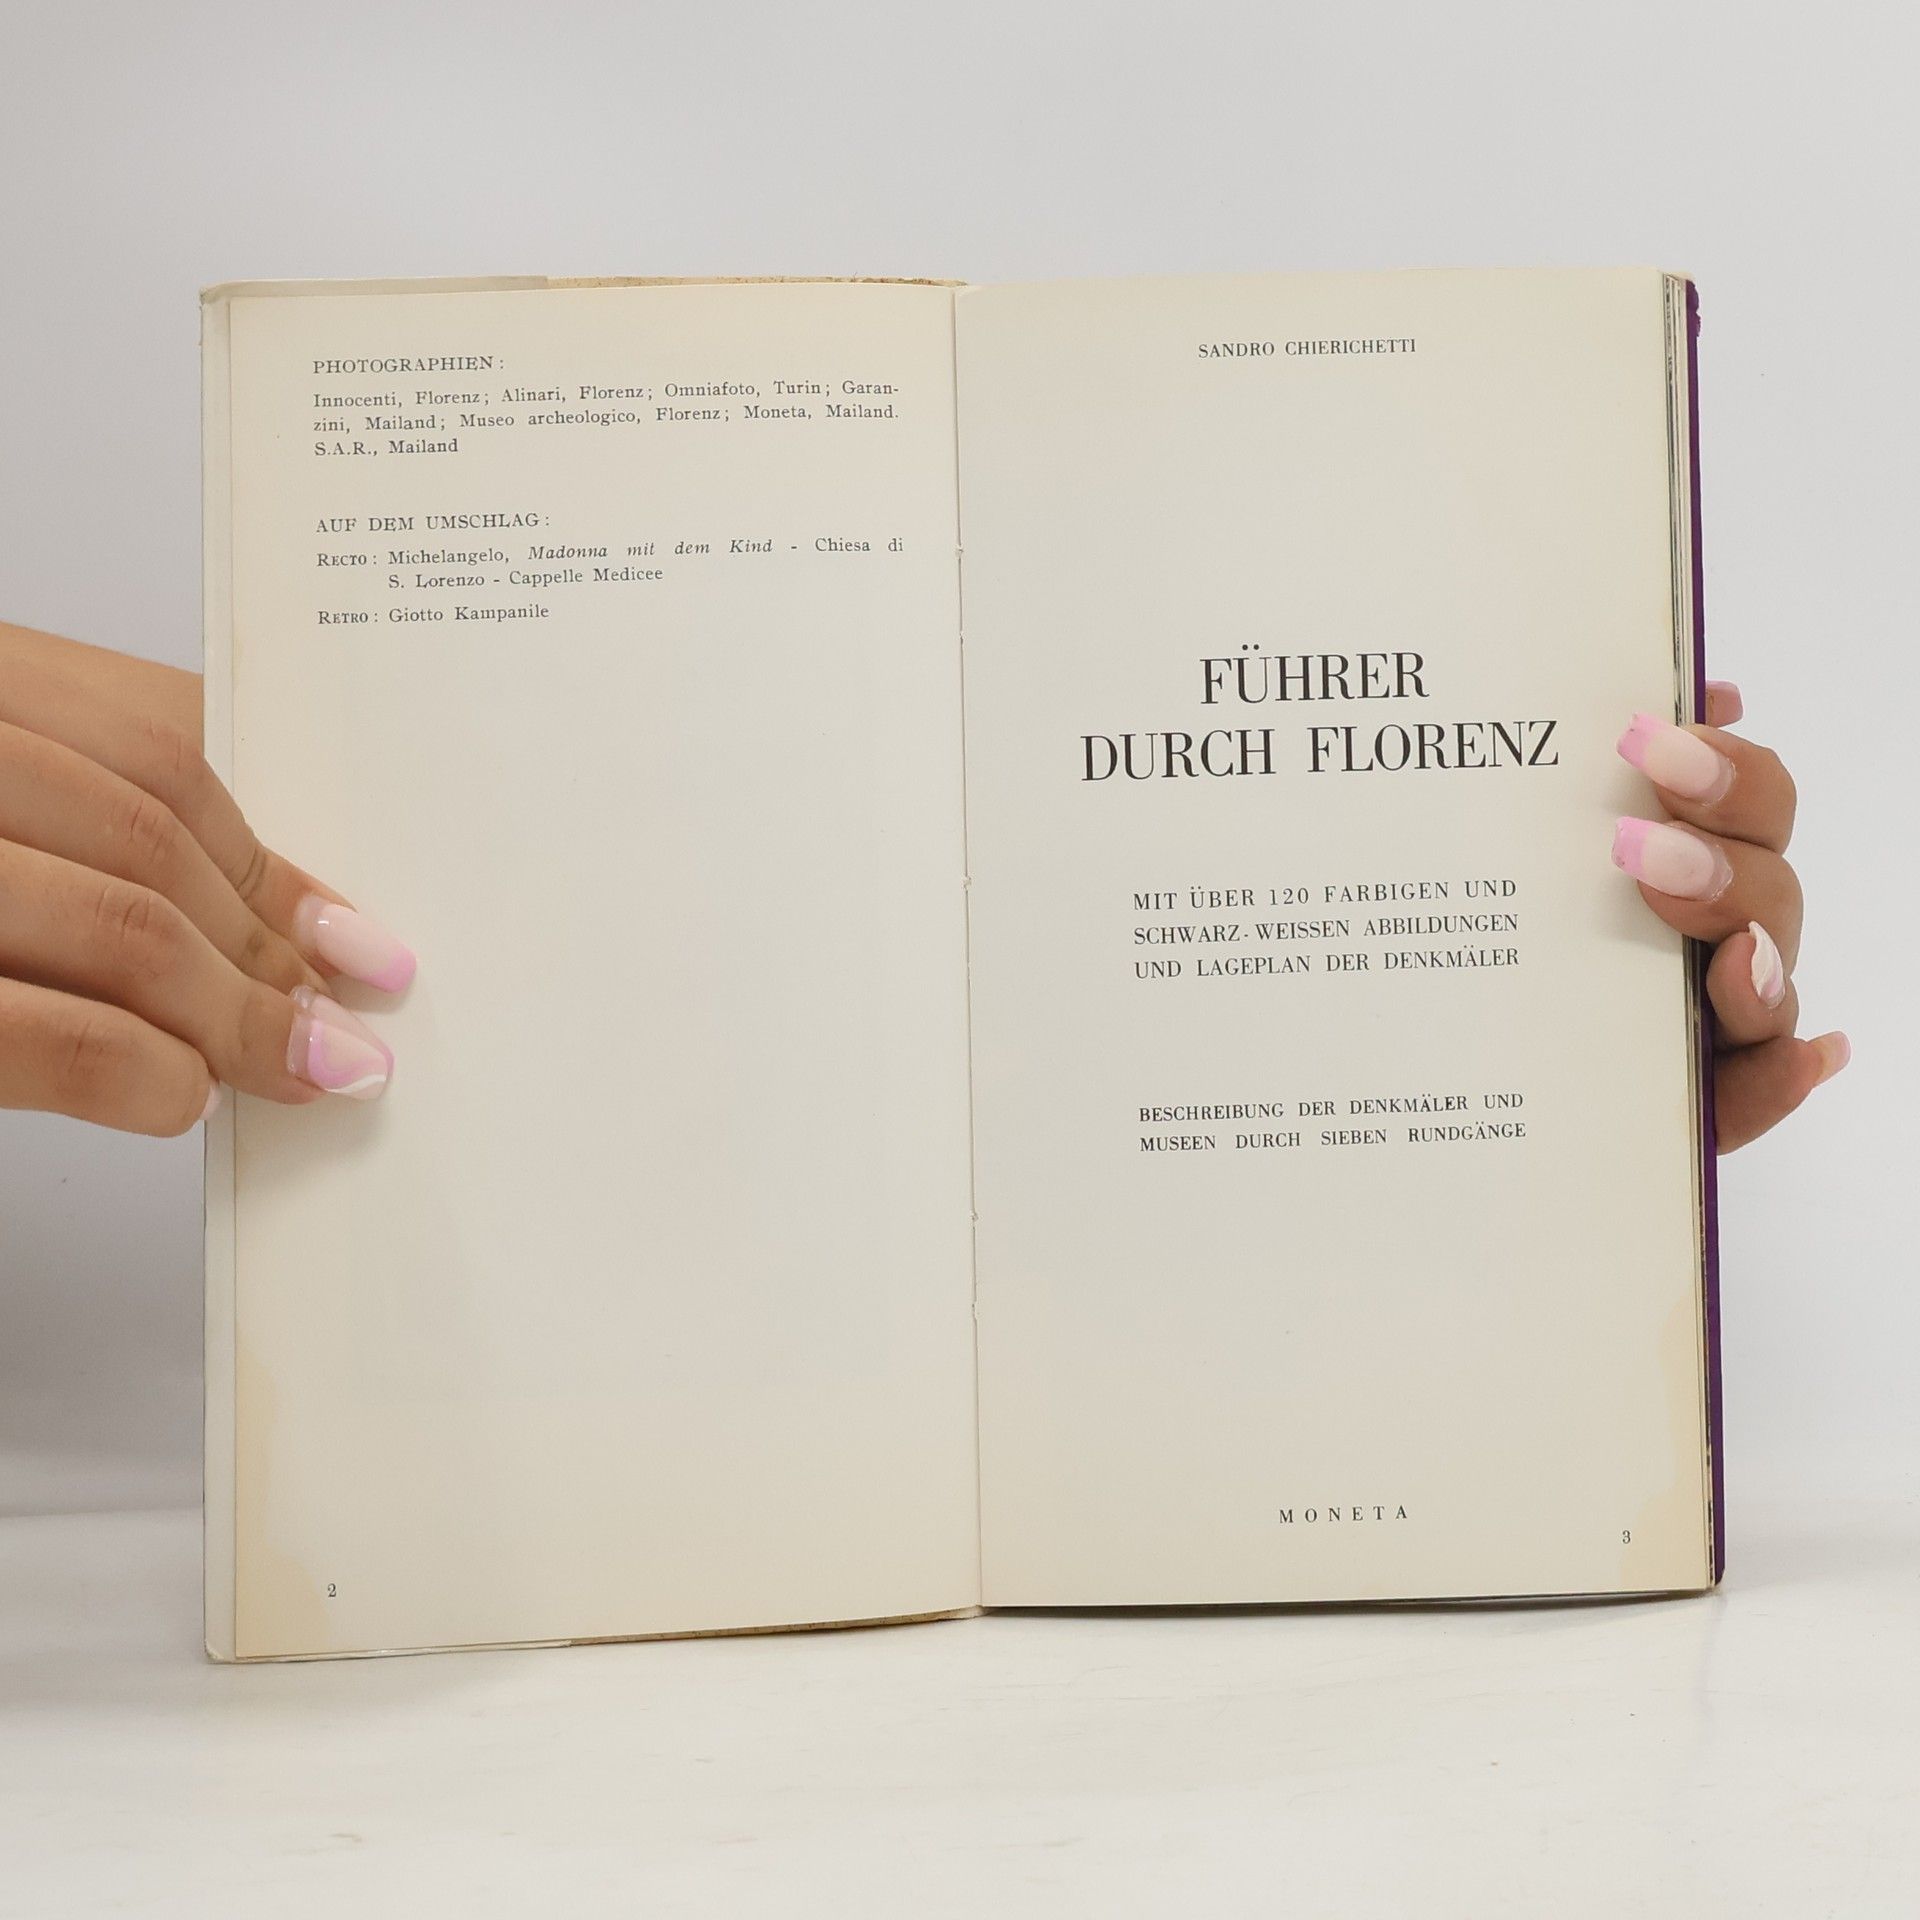 PHOTOGRAPHIEN :
Innocenti, Florenz ; Alinari, Florenz ; Omniafoto, Turin ; Garan-
zini, Mailand ; Museo archeologico, Florenz ; Moneta, Mailand.
S.A.R., Mailand
AUF DEM UMSCHLAG :
RECTO : Michelangelo, Madonna mit dem Kind - Chiesa di
S. Lorenzo - Cappelle Medicee
RETRO : Giotto Kampanile
2
SANDRO CHIERICHETTI
FÜHRER
DURCH FLORENZ
MIT ÜBER 120 FARBIGEN UND
SCHWARZ-WEISSEN ABBILDUNGEN
UND LAGEPLAN DER DENKMÄLER
BESCHREIBUNG DER DENKMÄLER UND
MUSEEN DURCH SIEBEN RUNDGÄNGE
MONETA
3